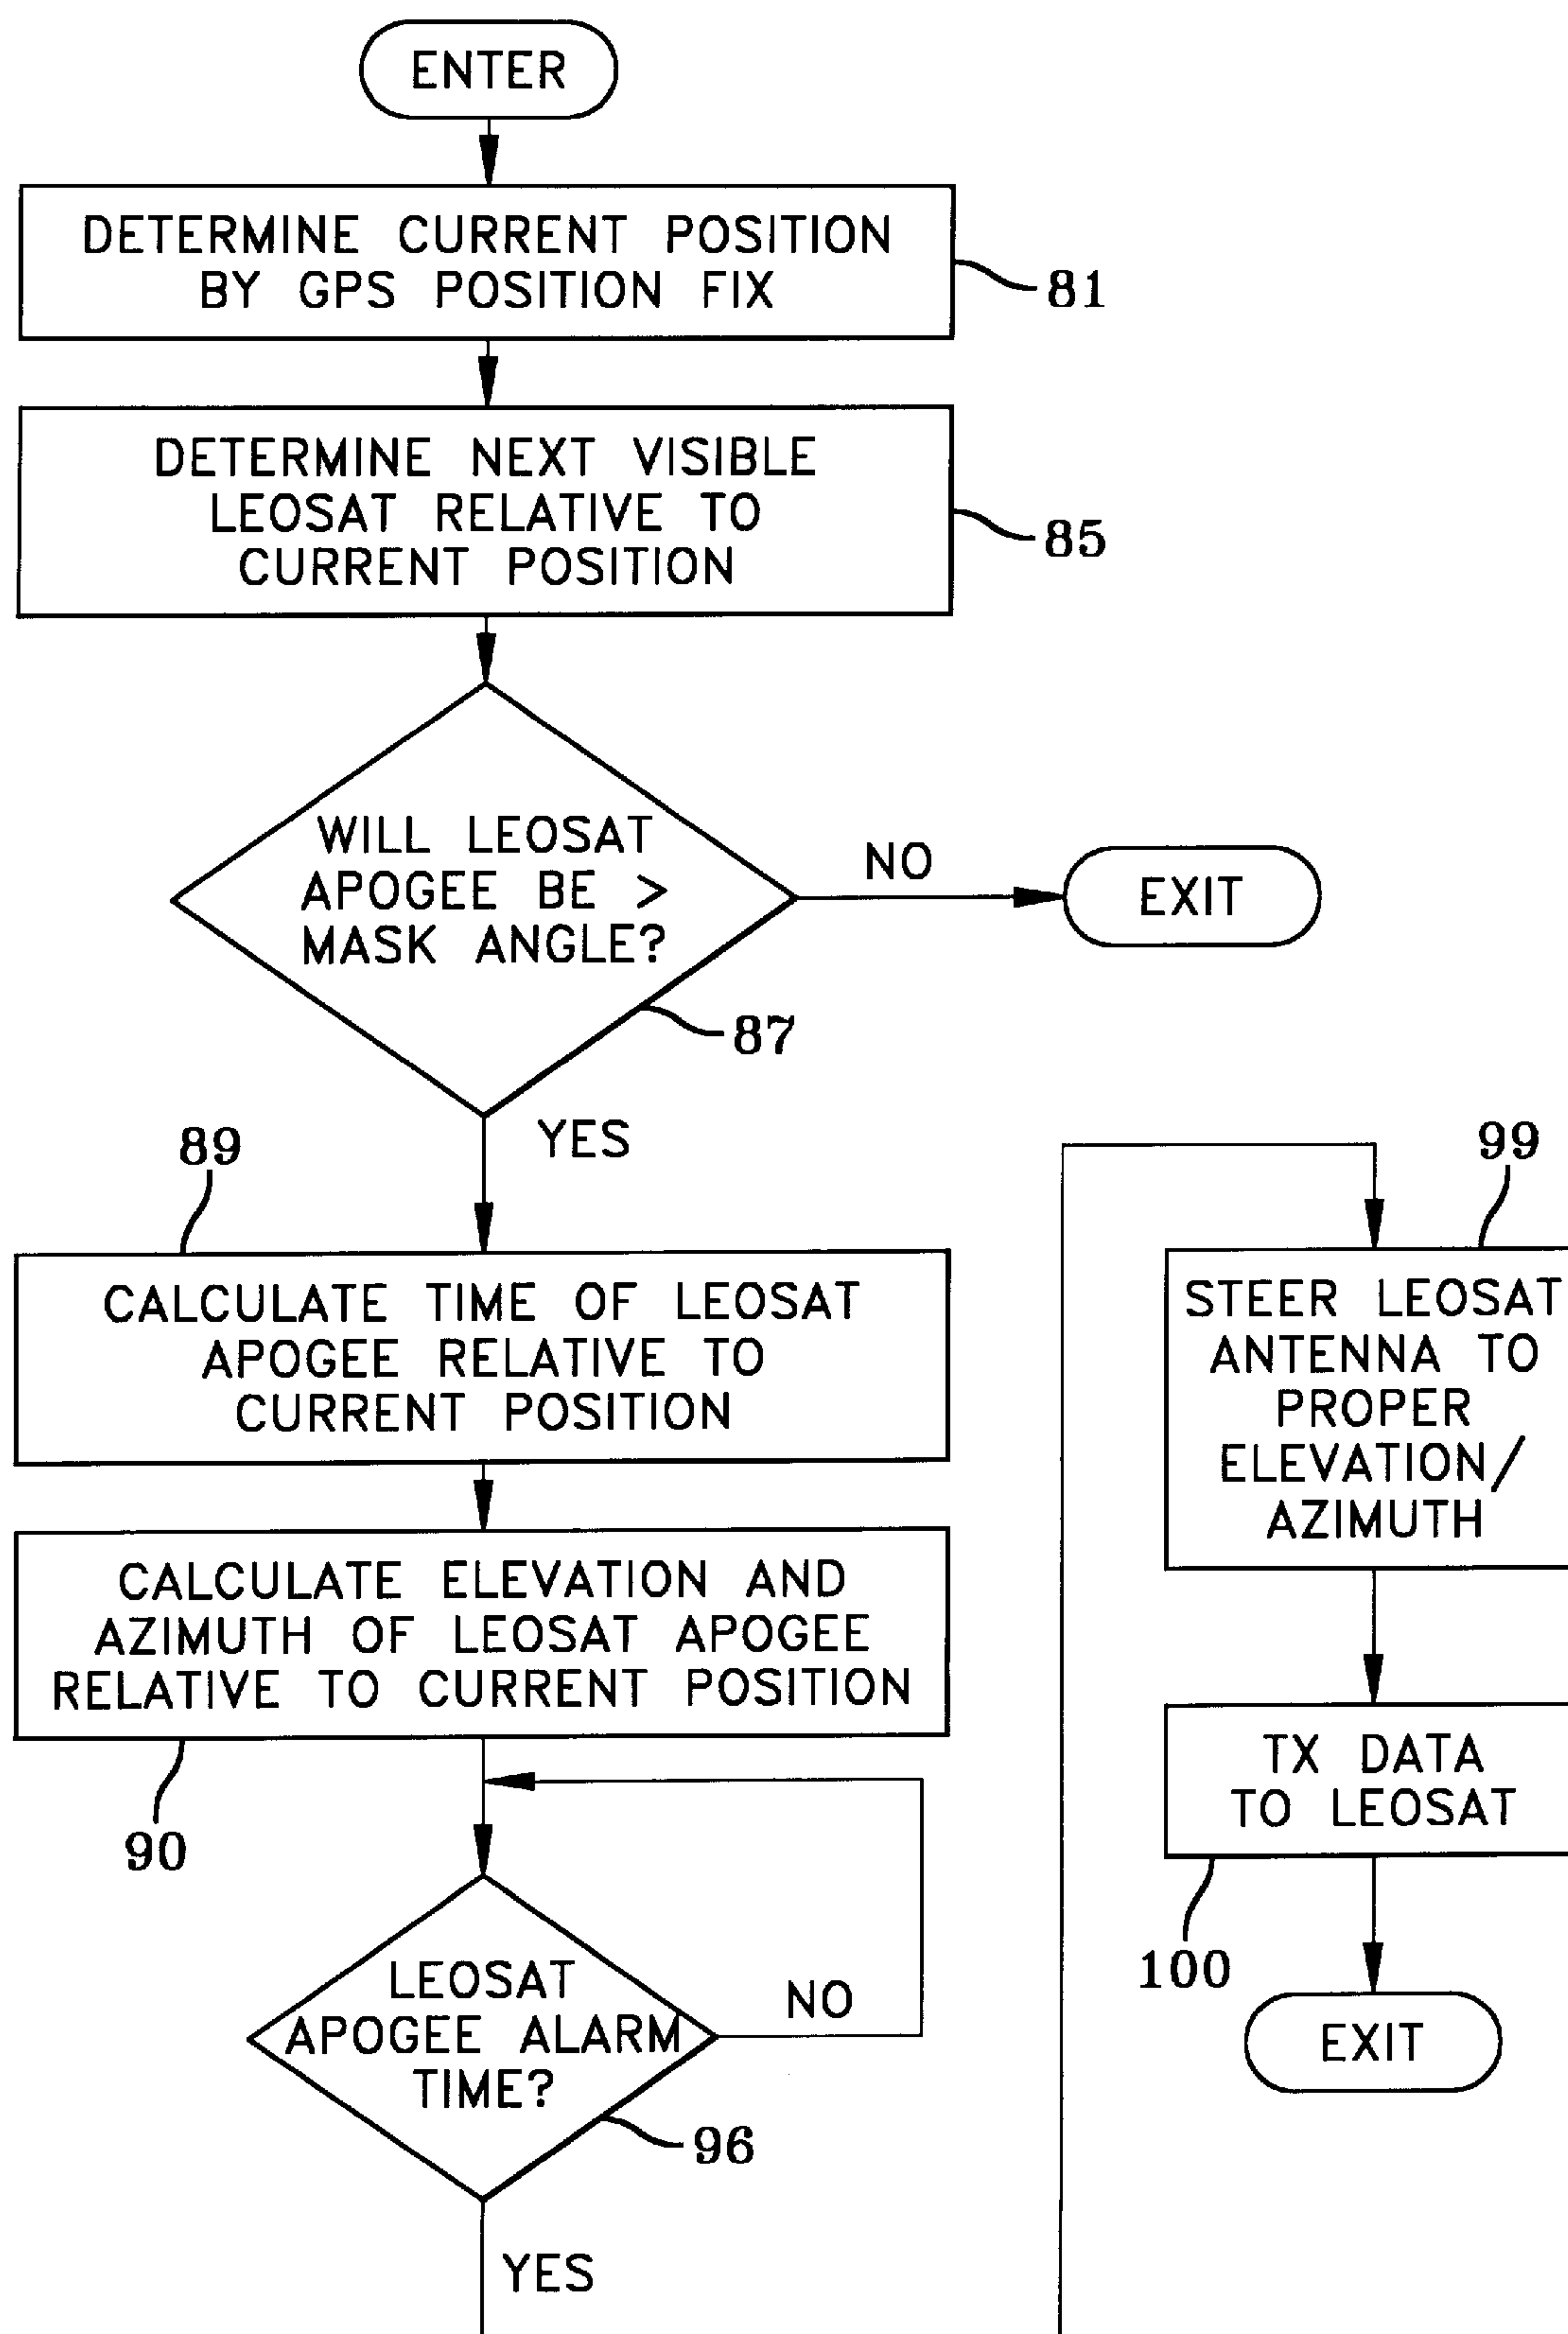 ENTER
DETERMINE CURRENT POSITION
BY GPS POSITION FIX
81
DETERMINE NEXT VISIBLE
LEOSAT RELATIVE TO
CURRENT POSITION
85
WILL LEOSAT
APOGEE BE >
MASK ANGLE?
87
NO
EXIT
YES
89
CALCULATE TIME OF LEOSAT
APOGEE RELATIVE TO
CURRENT POSITION
CALCULATE ELEVATION AND
AZIMUTH OF LEOSAT APOGEE
RELATIVE TO CURRENT POSITION
90
LEOSAT
APOGEE ALARM
TIME?
96
NO
YES
99
STEER LEOSAT
ANTENNA TO
PROPER
ELEVATION/
AZIMUTH
TX DATA
TO LEOSAT
100
EXIT